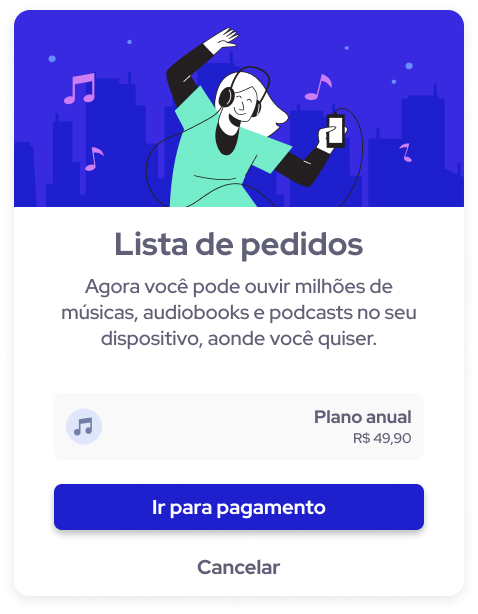 Lista de pedidos
Agora você pode ouvir milhões de
músicas, audiobooks e podcasts no seu
dispositivo, aonde você quiser.
Plano anual
R$ 49,90
Ir para pagamento
Cancelar